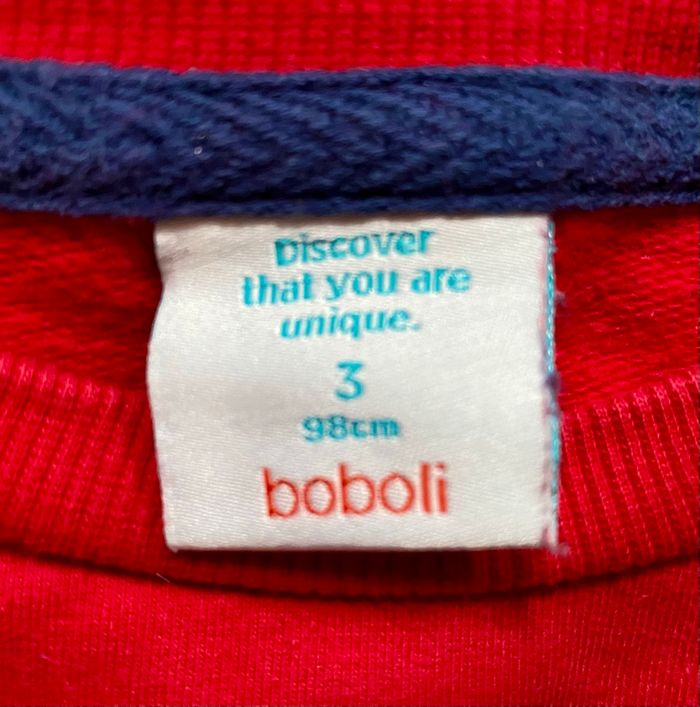 Discover
that you are
unique.
3
98cm
boboli